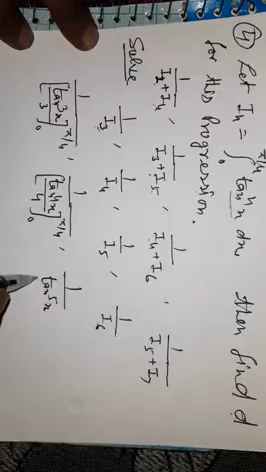 ④ Let Iₙ = ∫₀^π/4 tanⁿx dx then find d
for this Progression.
1/(I₂+I₄), 1/(I₃+I₅), 1/(I₄+I₆), 1/(I₅+I₇)
Solve
1/I₃, 1/I₄, 1/I₅, 1/I₆
1/[tan³x/3]₀^π/4, 1/[tan⁴x/4]₀^π/4, 1/tan⁵x